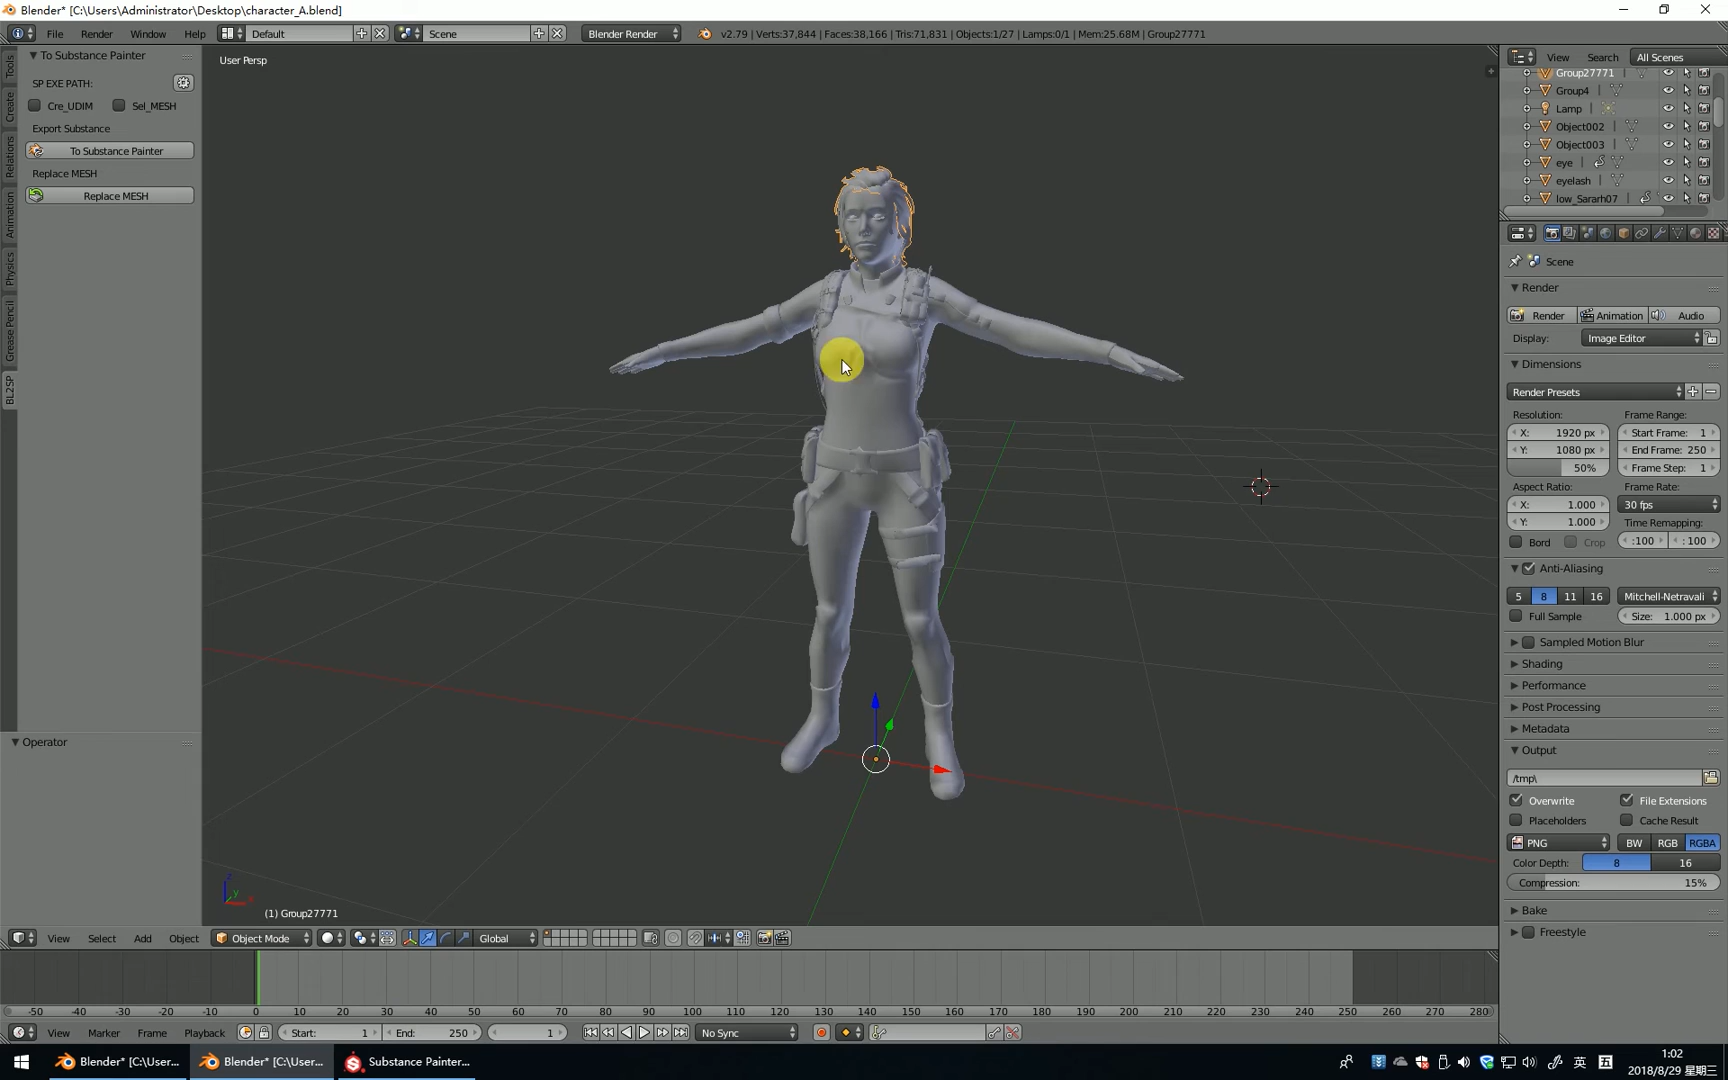 Blender* [C:\Users\Administrator\Desktop\character_A.blend]
File Render Window Help Default Scene Blender Render v2.79 | Verts:37,844 | Faces:38,166 | Tris:71,831 | Objects:1/27 | Lamps:0/1 | Mem:25.68M | Group27771
To Substance Painter
SP EXE PATH:
Cre_UDIM Sel_MESH
Export Substance
To Substance Painter
Replace MESH
Replace MESH
Tools
Create
Relations
Animation
Physics
Grease Pencil
BL2SP
Operator
User Persp
(1) Group27771
z
y
x
View Search All Scenes
Group27771
Group4
Lamp
Object002
Object003
eye
eyelash
low_Sararh07
Scene
Render
Render Animation Audio
Display: Image Editor
Dimensions
Render Presets
Resolution: Frame Range:
X: 1920 px Start Frame: 1
Y: 1080 px End Frame: 250
50% Frame Step: 1
Aspect Ratio: Frame Rate:
X: 1.000 30 fps
Y: 1.000 Time Remapping:
Bord Crop :100 : 100
Anti-Aliasing
5 8 11 16 Mitchell-Netravali
Full Sample Size: 1.000 px
Sampled Motion Blur
Shading
Performance
Post Processing
Metadata
Output
/tmp\
Overwrite File Extensions
Placeholders Cache Result
PNG BW RGB RGBA
Color Depth: 8 16
Compression: 15%
Bake
Freestyle
View Select Add Object Object Mode Global
-50 -40 -30 -20 -10 0 10 20 30 40 50 60 70 80 90 100 110 120 130 140 150 160 170 180 190 200 210 220 230 240 250 260 270 280
View Marker Frame Playback Start: 1 End: 250 1 No Sync
Blender* [C:\User... Blender* [C:\User... Substance Painter... 英 五 1:02
2018/8/29 星期三